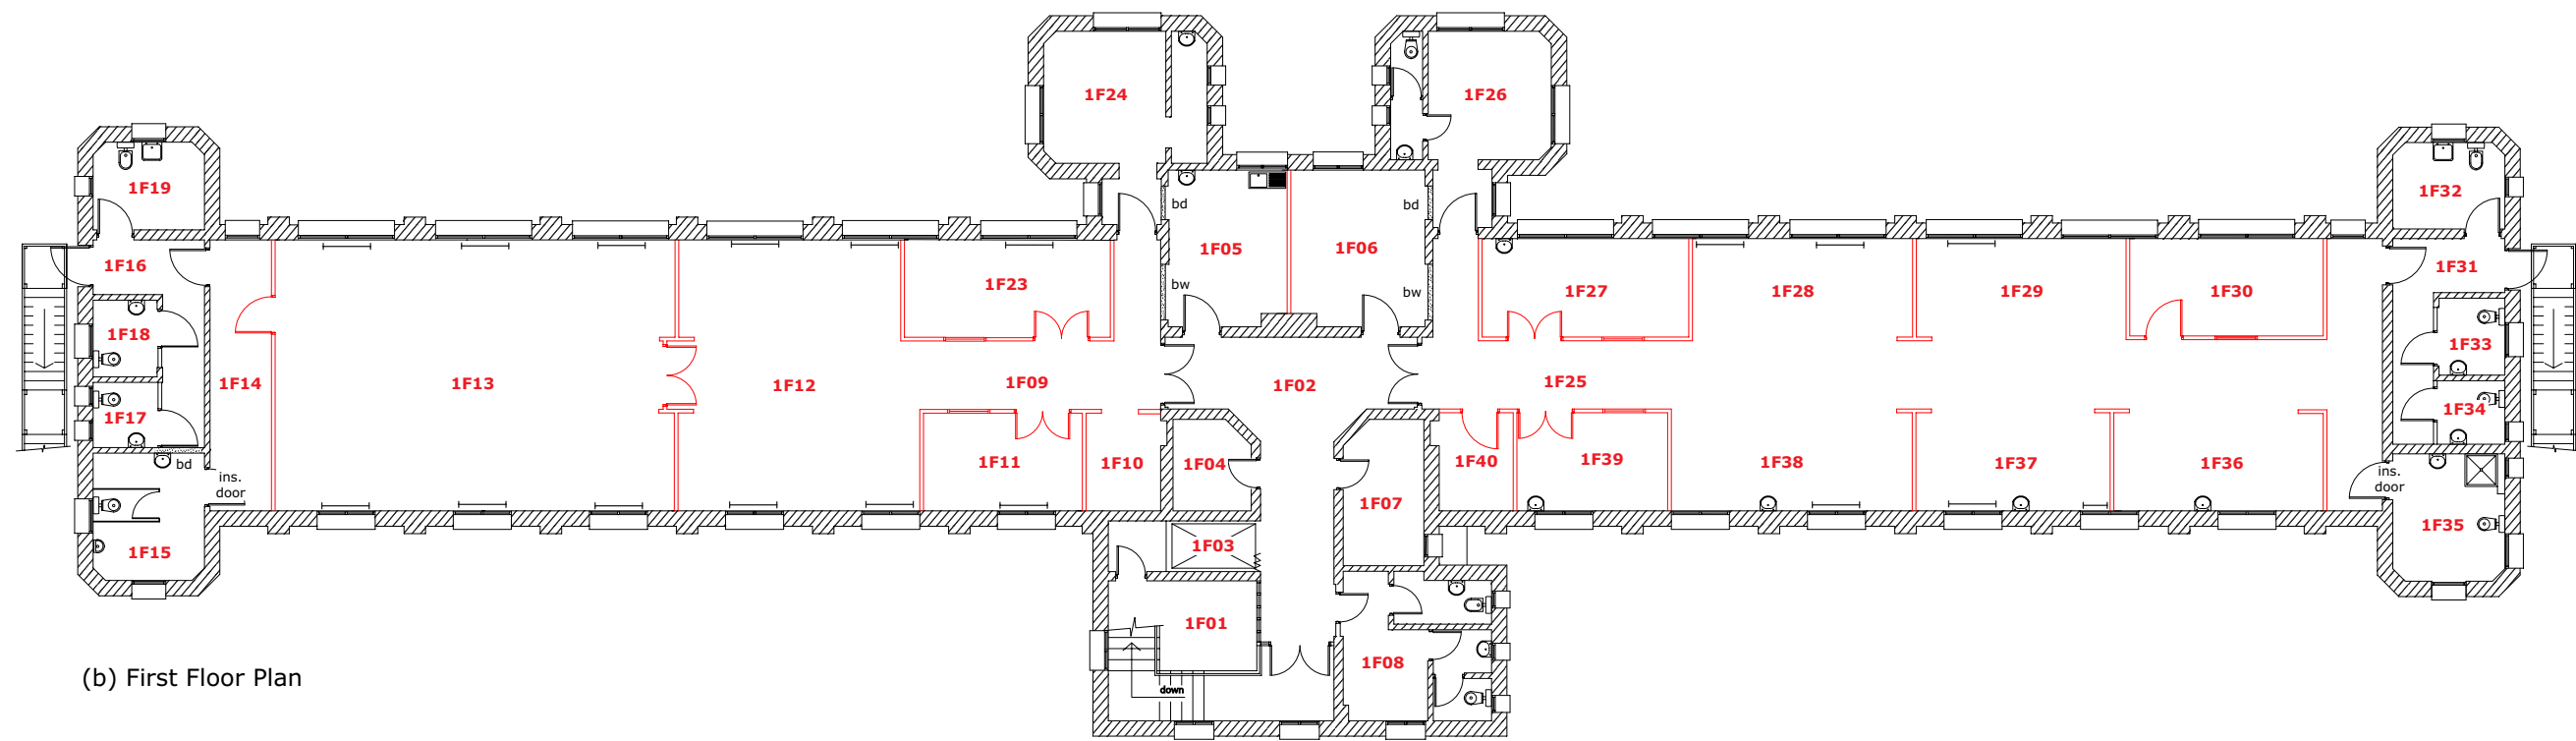 1F24
1F26
1F19
1F32
bd
bd
1F05
1F06
1F16
1F31
1F23
bw
bw
1F27
1F28
1F29
1F30
1F18
1F33
1F14
1F13
1F12
1F09
1F02
1F25
1F17
1F34
bd
ins.
door
1F11
1F10
1F04
1F07
1F40
1F39
1F38
1F37
1F36
ins.
door
1F15
1F03
1F35
1F01
1F08
down
(b) First Floor Plan